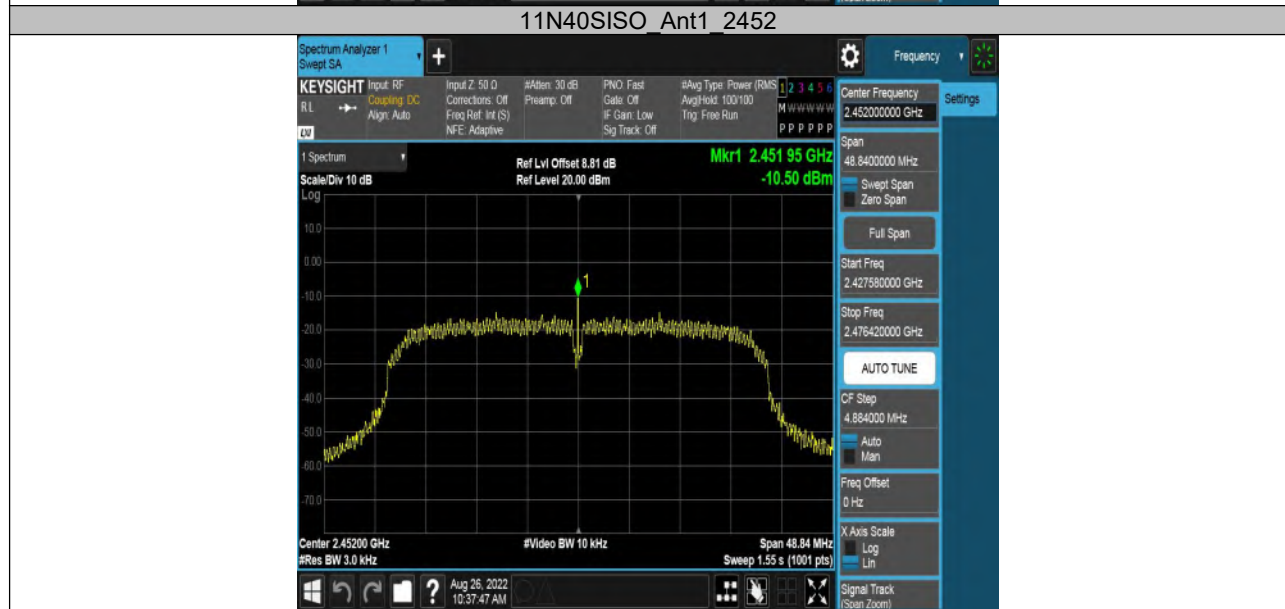 (Span Zoom)
11N40SISO_Ant1_2452
Spectrum Analyzer 1
Swept SA
+
Frequency
KEYSIGHT
RL
LXI
Input: RF
Coupling: DC
Align: Auto
Input Z: 50 Ω
Corrections: Off
Freq Ref: Int (S)
NFE: Adaptive
#Atten: 30 dB
Preamp: Off
PNO: Fast
Gate: Off
IF Gain: Low
Sig Track: Off
#Avg Type: Power (RMS
Avg|Hold: 100/100
Trig: Free Run
1 2 3 4 5 6
M W W W W W
P P P P P P
Center Frequency
2.452000000 GHz
Settings
Span
48.8400000 MHz
Swept Span
Zero Span
Full Span
Start Freq
2.427580000 GHz
Stop Freq
2.476420000 GHz
AUTO TUNE
CF Step
4.884000 MHz
Auto
Man
Freq Offset
0 Hz
X Axis Scale
Log
Lin
Signal Track
(Span Zoom)
1 Spectrum
Scale/Div 10 dB
Log
Ref Lvl Offset 8.81 dB
Ref Level 20.00 dBm
Mkr1 2.451 95 GHz
-10.50 dBm
1
10.0
0.00
-10.0
-20.0
-30.0
-40.0
-50.0
-60.0
-70.0
Center 2.45200 GHz
#Res BW 3.0 kHz
#Video BW 10 kHz
Span 48.84 MHz
Sweep 1.55 s (1001 pts)
?
Aug 26, 2022
10:37:47 AM